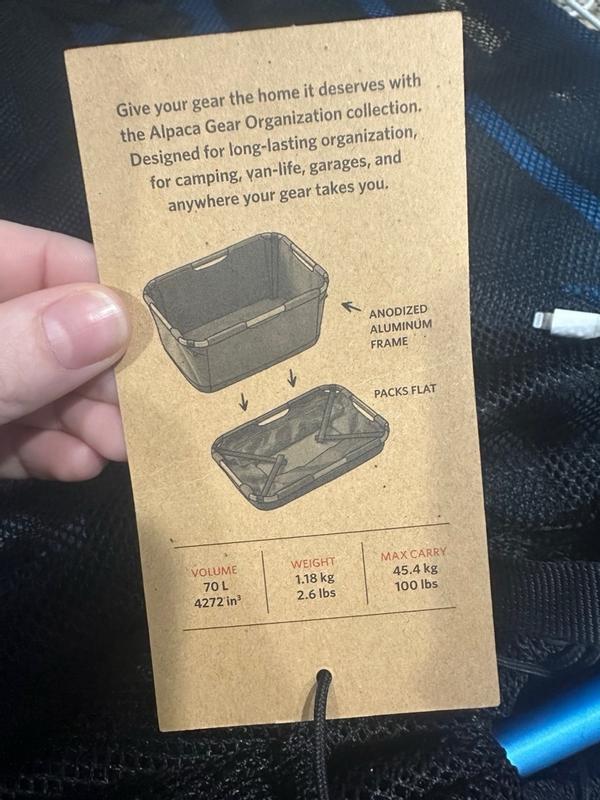 Give your gear the home it deserves with
the Alpaca Gear Organization collection.
Designed for long-lasting organization,
for camping, van-life, garages, and
anywhere your gear takes you.
ANODIZED
ALUMINUM
FRAME
PACKS FLAT
VOLUME
70 L
4272 in³
WEIGHT
1.18 kg
2.6 lbs
MAX CARRY
45.4 kg
100 lbs